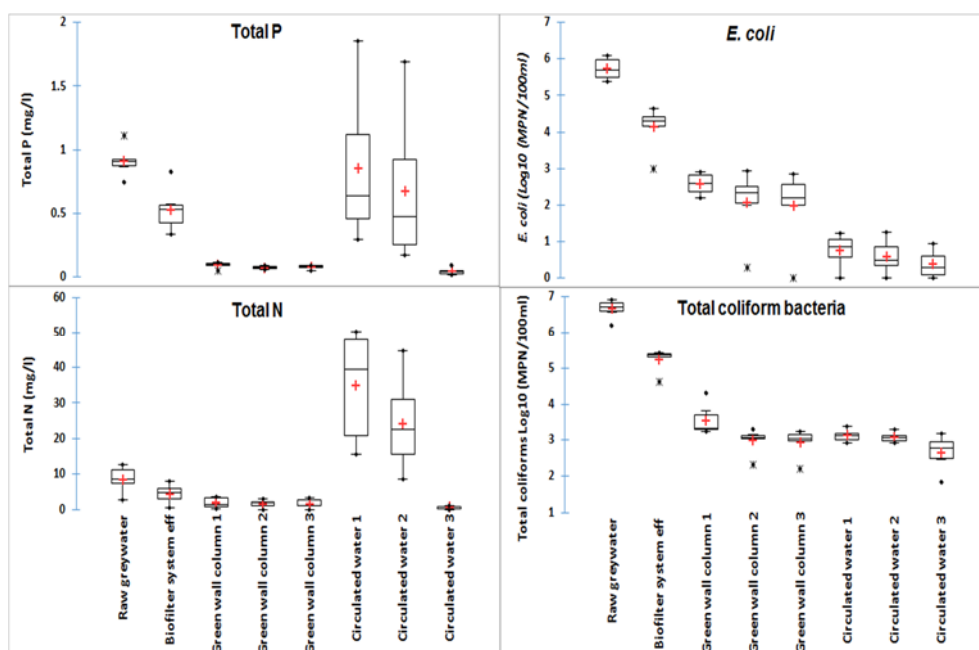 Total P
Total P (mg/l)
2
1.5
1
0.5
0
Total N
Total N (mg/l)
60
50
40
30
20
10
0
Raw greywater
Biofilter system eff
Green wall column 1
Green wall column 2
Green wall column 3
Circulated water 1
Circulated water 2
Circulated water 3
E. coli
E. coli (Log10 (MPN/100ml)
7
6
5
4
3
2
1
0
Total coliform bacteria
Total coliforms Log10 (MPN/100ml)
7
6
5
4
3
2
1
Raw greywater
Biofilter system eff
Green wall column 1
Green wall column 2
Green wall column 3
Circulated water 1
Circulated water 2
Circulated water 3